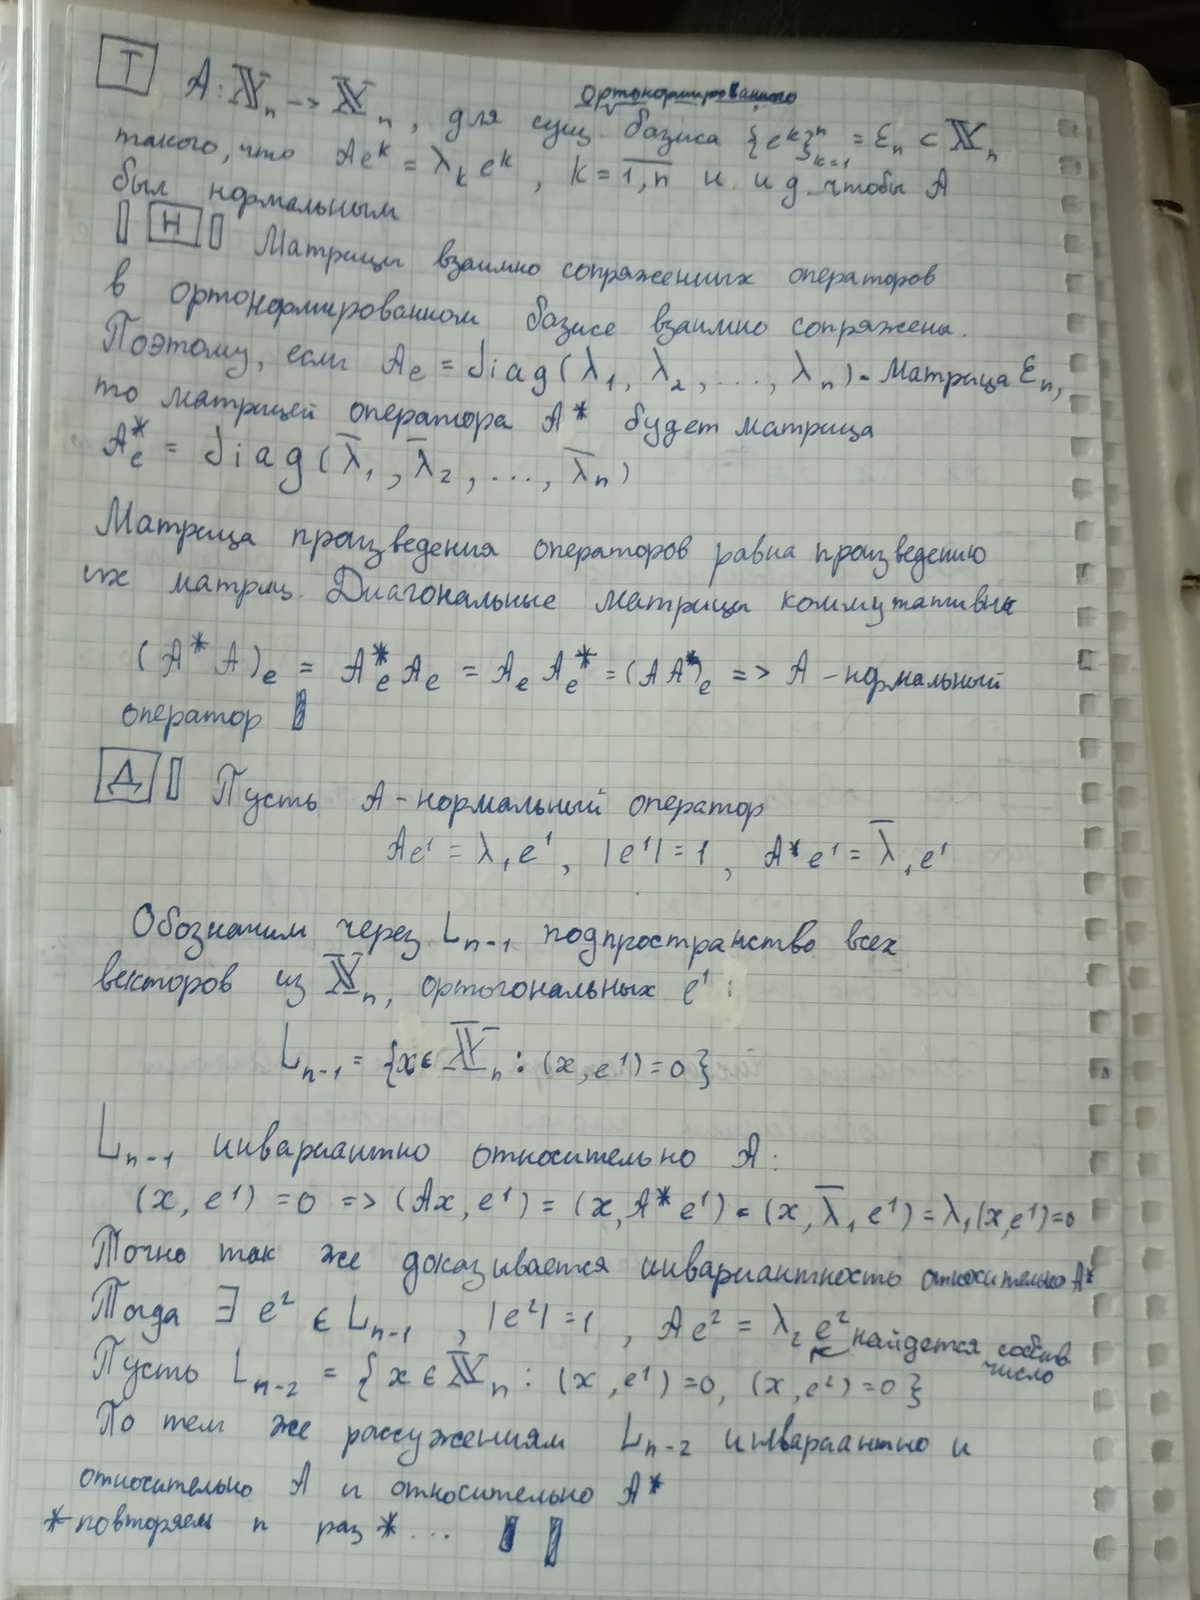 Т 𝒜: 𝕏ₙ → 𝕏ₙ, для сущ. ортонормированного базиса {eᵏ}ⁿₖ₌₁ = ℰₙ ⊂ 𝕏ₙ
такого, что 𝒜eᵏ = λₖeᵏ, k = 1,n̅ н. и д. чтобы 𝒜
был нормальным
▯ Н ▯ Матрицы взаимно сопряженных операторов
в ортонормированном базисе взаимно сопряжены.
Поэтому, если 𝒜e = diag(λ₁, λ₂, ..., λₙ) - Матрица ℰₙ,
то матрицей оператора 𝒜* будет матрица
𝒜*e = diag(λ̅₁, λ̅₂, ..., λ̅ₙ)
Матрица произведения операторов равна произведению
их матриц. Диагональные матрицы коммутативны
(𝒜*𝒜)e = 𝒜*e 𝒜e = 𝒜e 𝒜*e = (𝒜𝒜*)e => 𝒜 - нормальный
оператор ▯
Д ▯ Пусть 𝒜 - нормальный оператор
𝒜e¹ = λ₁e¹, |e¹| = 1, 𝒜*e¹ = λ̅₁e¹
Обозначим через Lₙ₋₁ подпространство всех
векторов из 𝕏ₙ, ортогональных e¹:
Lₙ₋₁ = {x ∈ 𝕏ₙ : (x, e¹) = 0}
Lₙ₋₁ инвариантно относительно 𝒜:
(x, e¹) = 0 => (𝒜x, e¹) = (x, 𝒜*e¹) = (x, λ̅₁e¹) = λ₁(x, e¹) = 0
Точно так же доказывается инвариантность относительно 𝒜*
Тогда ∃ e² ∈ Lₙ₋₁, |e²| = 1, 𝒜e² = λ₂e² найдется собств
число
Пусть Lₙ₋₂ = {x ∈ 𝕏ₙ : (x, e¹) = 0, (x, e²) = 0}
По тем же рассужениям Lₙ₋₂ инвариантно и
относительно 𝒜 и относительно 𝒜*
*повторяем n раз* ... ▯ ▯